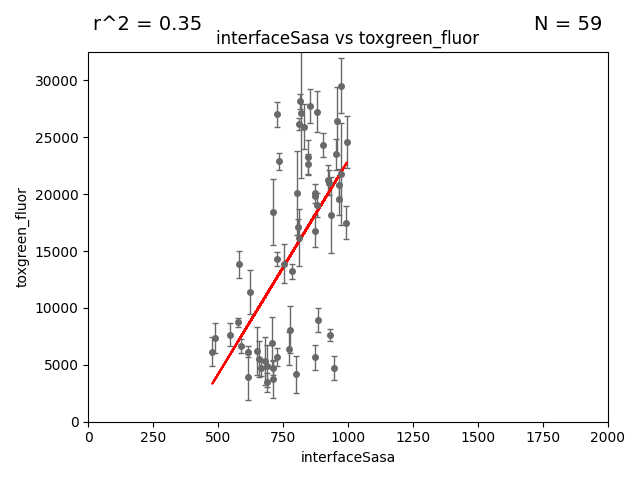 r^2 = 0.35
N = 59
interfaceSasa vs toxgreen_fluor
30000
25000
20000
15000
10000
5000
0
toxgreen_fluor
0 250 500 750 1000 1250 1500 1750 2000
interfaceSasa